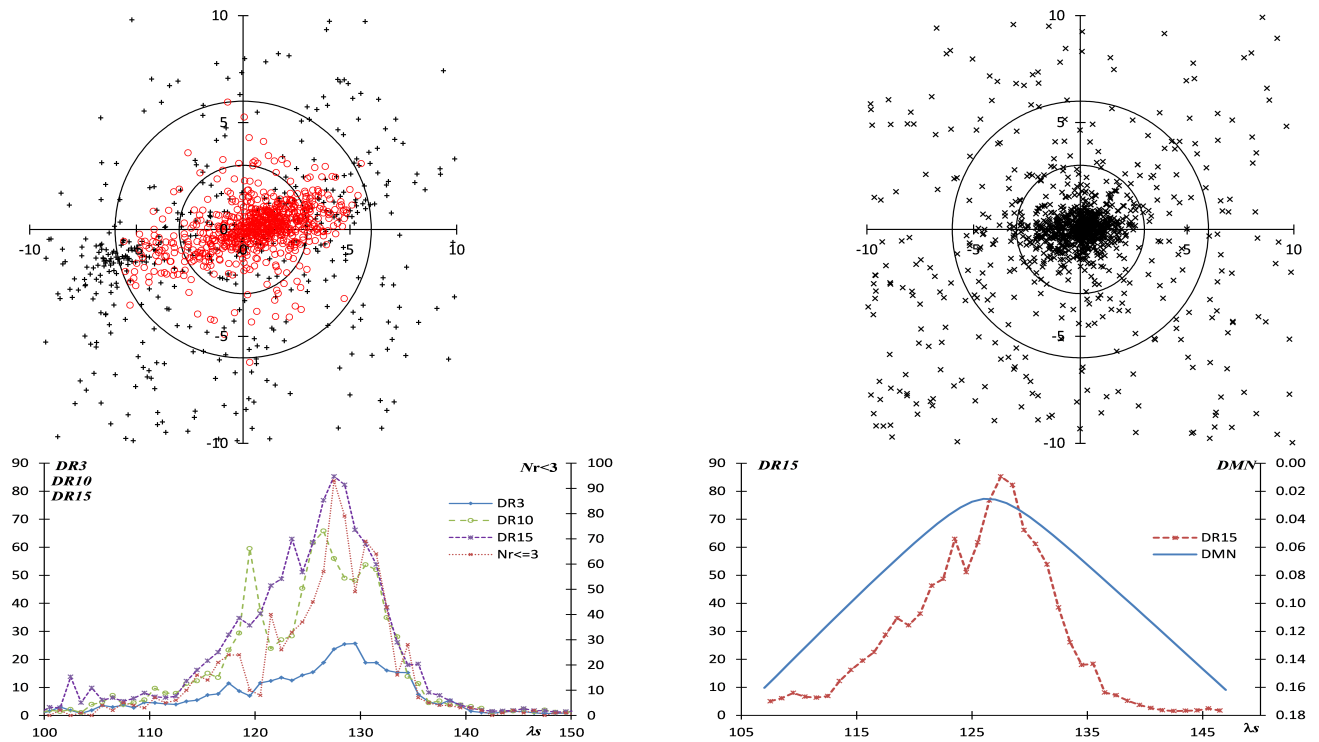 10 10
5 5
-10 -5 0 5 10 -10 -5 0 5 10
0
-5 -5
-10 -10
90 DR3 Nr<3 100 90 DR15 DMN 0.00
DR10
DR15
80 90 80 0.02
70 80 70 0.04
60 70 60 0.06
50 60 50 0.08
40 50 40 0.10
30 40 30 0.12
20 30 20 0.14
10 20 10 0.16
0 10 0 0.18
0
DR3
DR10
DR15
Nr<=3
DR15
DMN
100 110 120 130 140 λs 150 105 115 125 135 145 λs